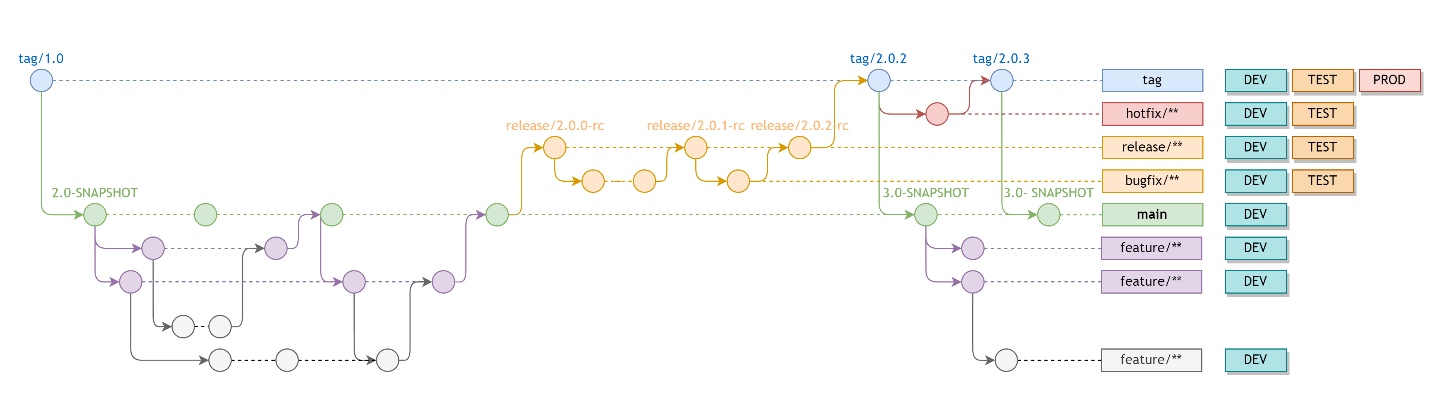 tag/1.0
tag/2.0.2
tag/2.0.3
tag
DEV
TEST
PROD
hotfix/**
DEV
TEST
release/2.0.0-rc
release/2.0.1-rc
release/2.0.2-rc
release/**
DEV
TEST
bugfix/**
DEV
TEST
2.0-SNAPSHOT
3.0-SNAPSHOT
3.0- SNAPSHOT
main
DEV
feature/**
DEV
feature/**
DEV
feature/**
DEV